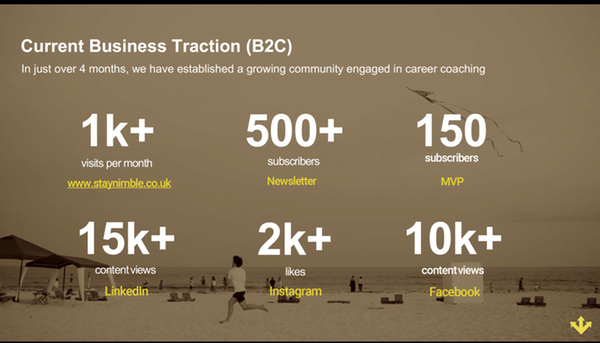 Current Business Traction (B2C)
In just over 4 months, we have established a growing community engaged in career coaching
1k+
visits per month
www.staynimble.co.uk
500+
subscribers
Newsletter
150
subscribers
MVP
15k+
content views
LinkedIn
2k+
likes
Instagram
10k+
content views
Facebook